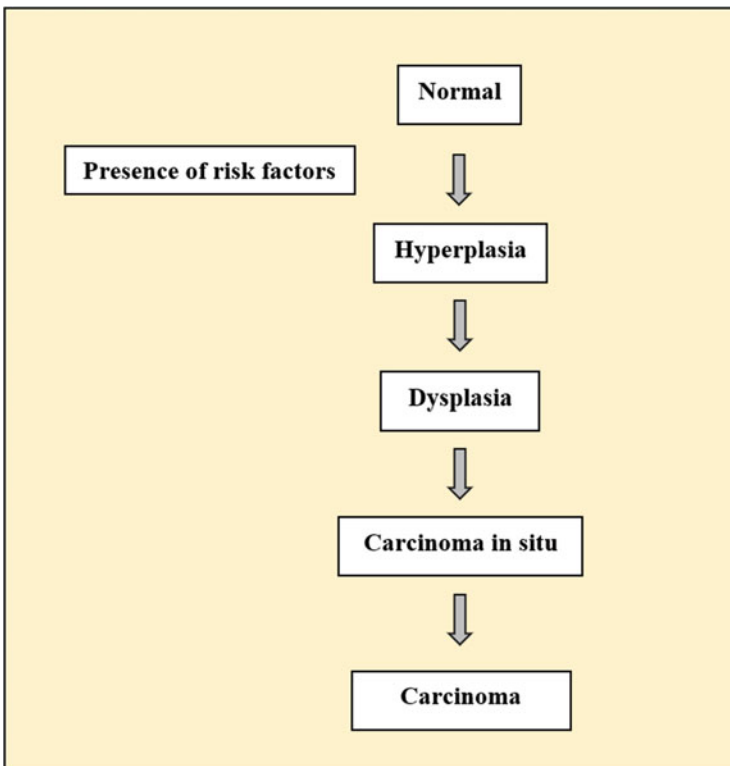 Normal
Presence of risk factors
Hyperplasia
Dysplasia
Carcinoma in situ
Carcinoma